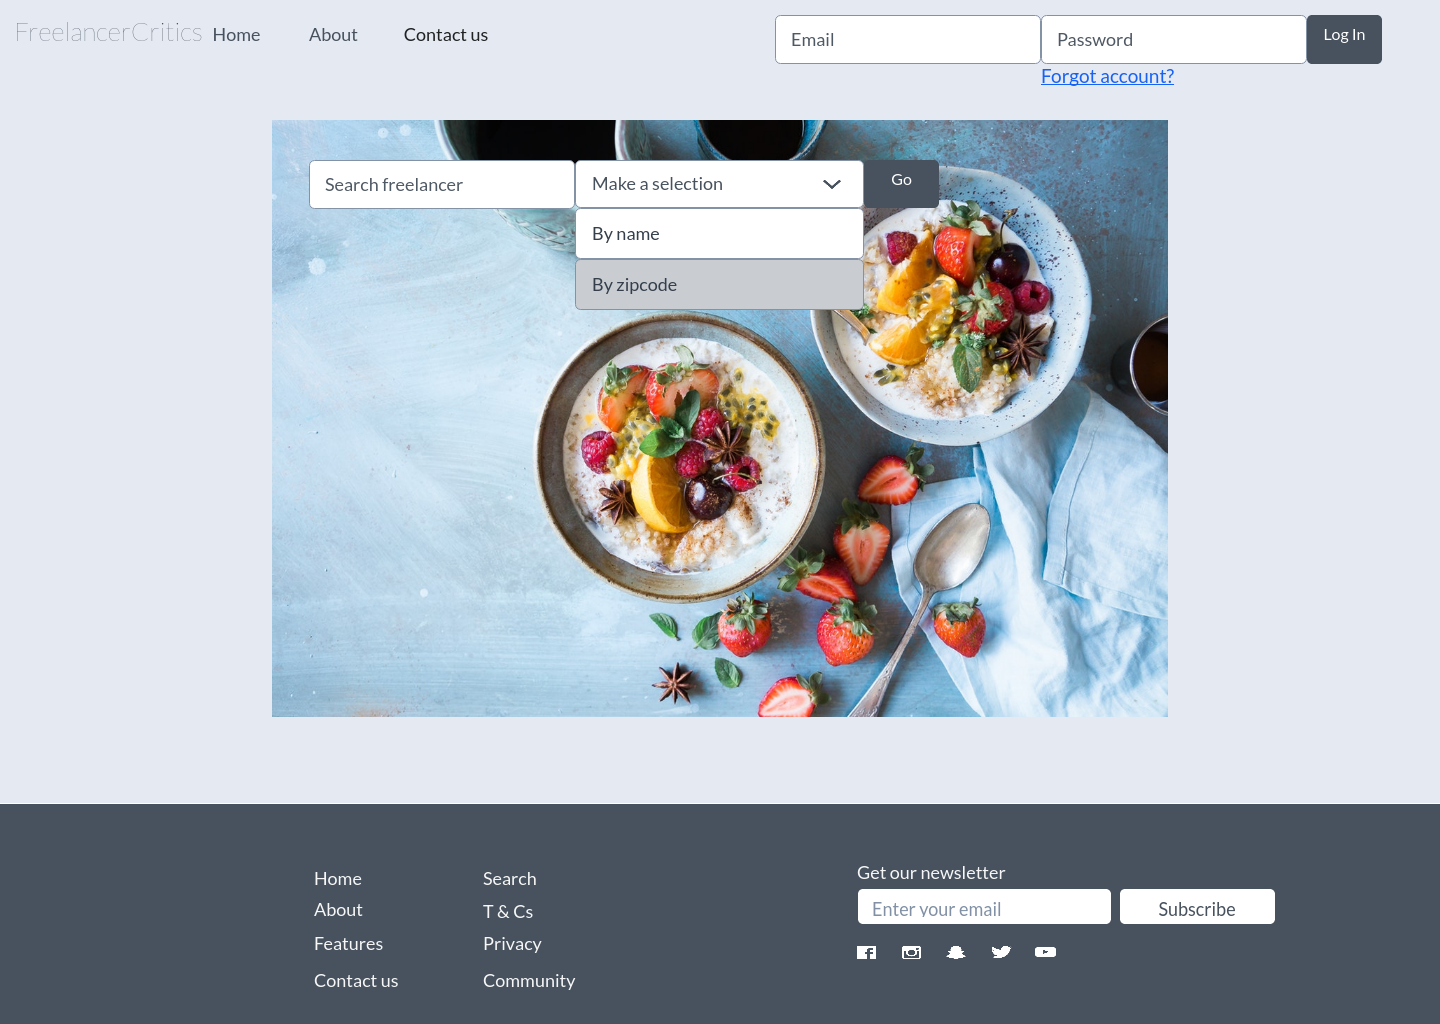 FreelancerCritics Home About Contact us Email Password Log In
Forgot account?
Search freelancer Make a selection Go
By name
By zipcode
Get our newsletter
Home Search
About T & Cs Enter your email Subscribe
Features Privacy
Contact us Community